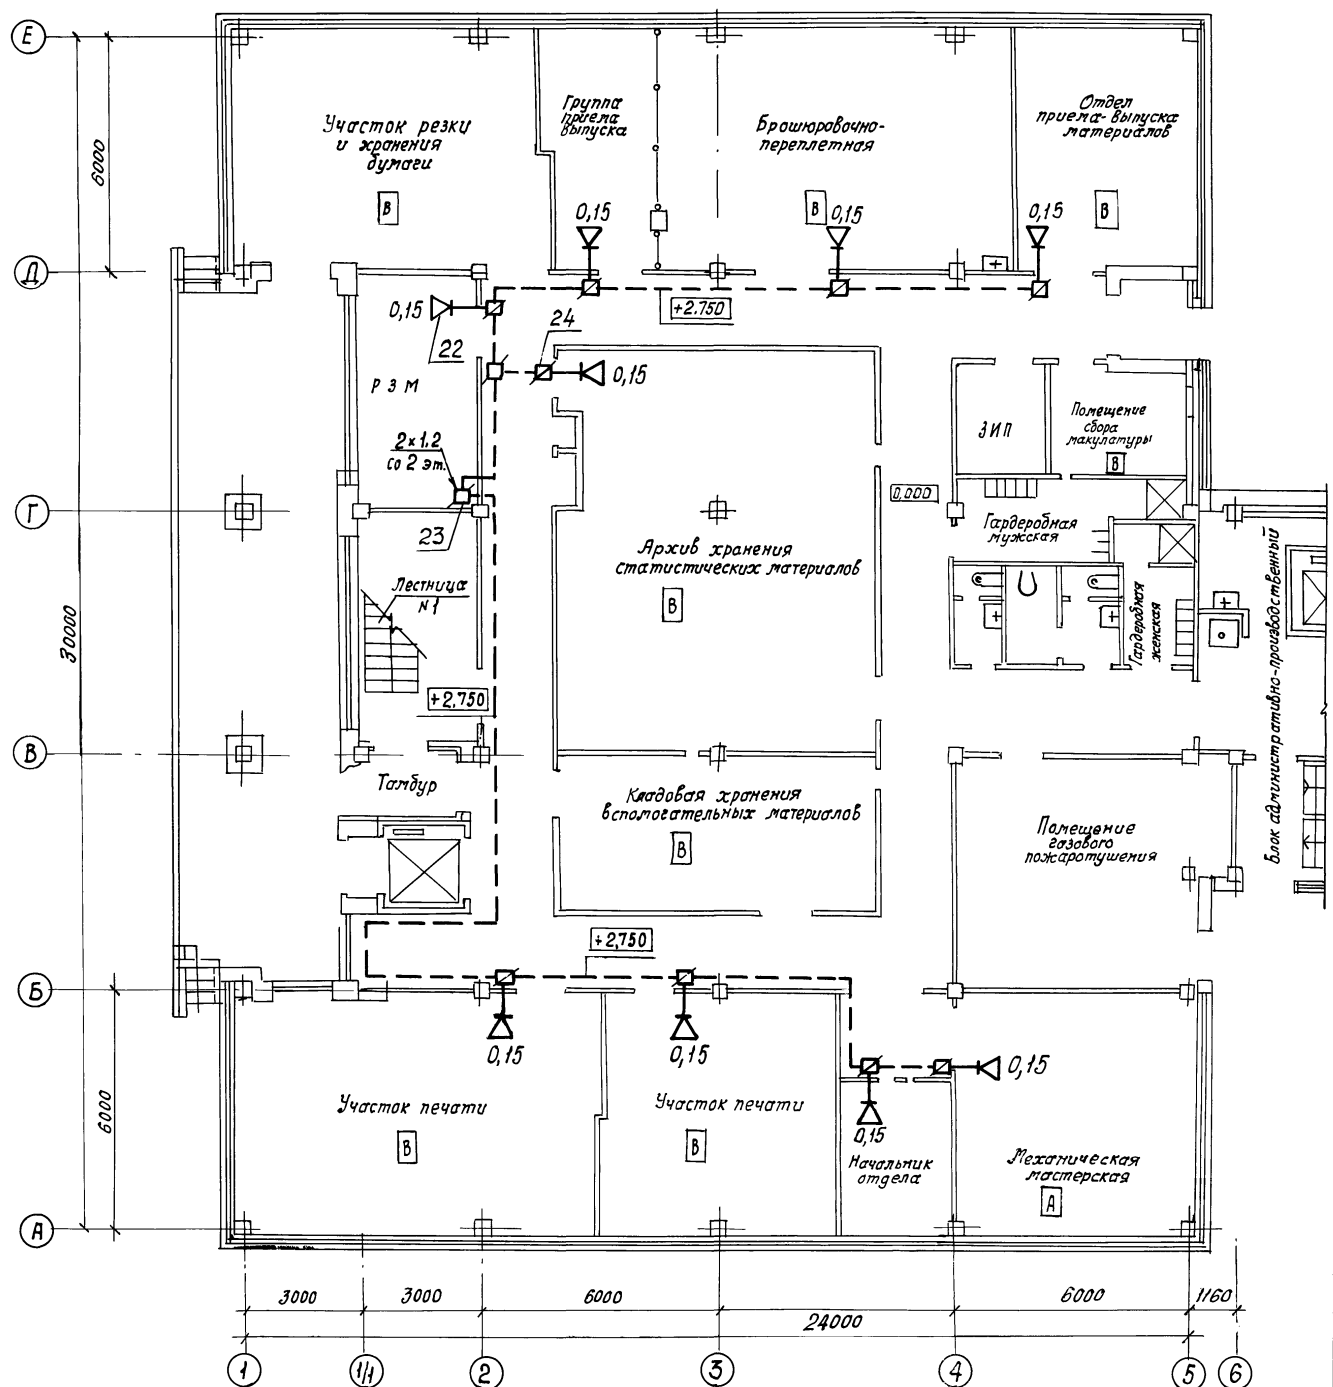 Е
6000
Участок резки
и хранения
бумаги
В
Группа
приема
выпуска
Брошюровочно-
переплетная
В
Отдел
приема-выпуска
материалов
В
0,15
0,15
0,15
Д
+2.750
0,15
22
24
0,15
РЗМ
2×1.2
со 2 эт.
23
ЗИП
Помещение
сбора
макулатуры
В
0,000
Г
Архив хранения
статистических материалов
В
Гардеробная
мужская
Гардеробная
женская
Блок административно-производственный
Лестница
N1
30000
+2,750
В
Тамбур
Кладовая хранения
вспомогательных материалов
В
Помещение
газового
пожаротушения
+2,750
Б
6000
0,15
0,15
0,15
0,15
Участок печати
В
Участок печати
В
Начальник
отдела
Механическая
мастерская
А
А
3000
3000
6000
6000
1160
24000
1
1/1
2
3
4
5
6